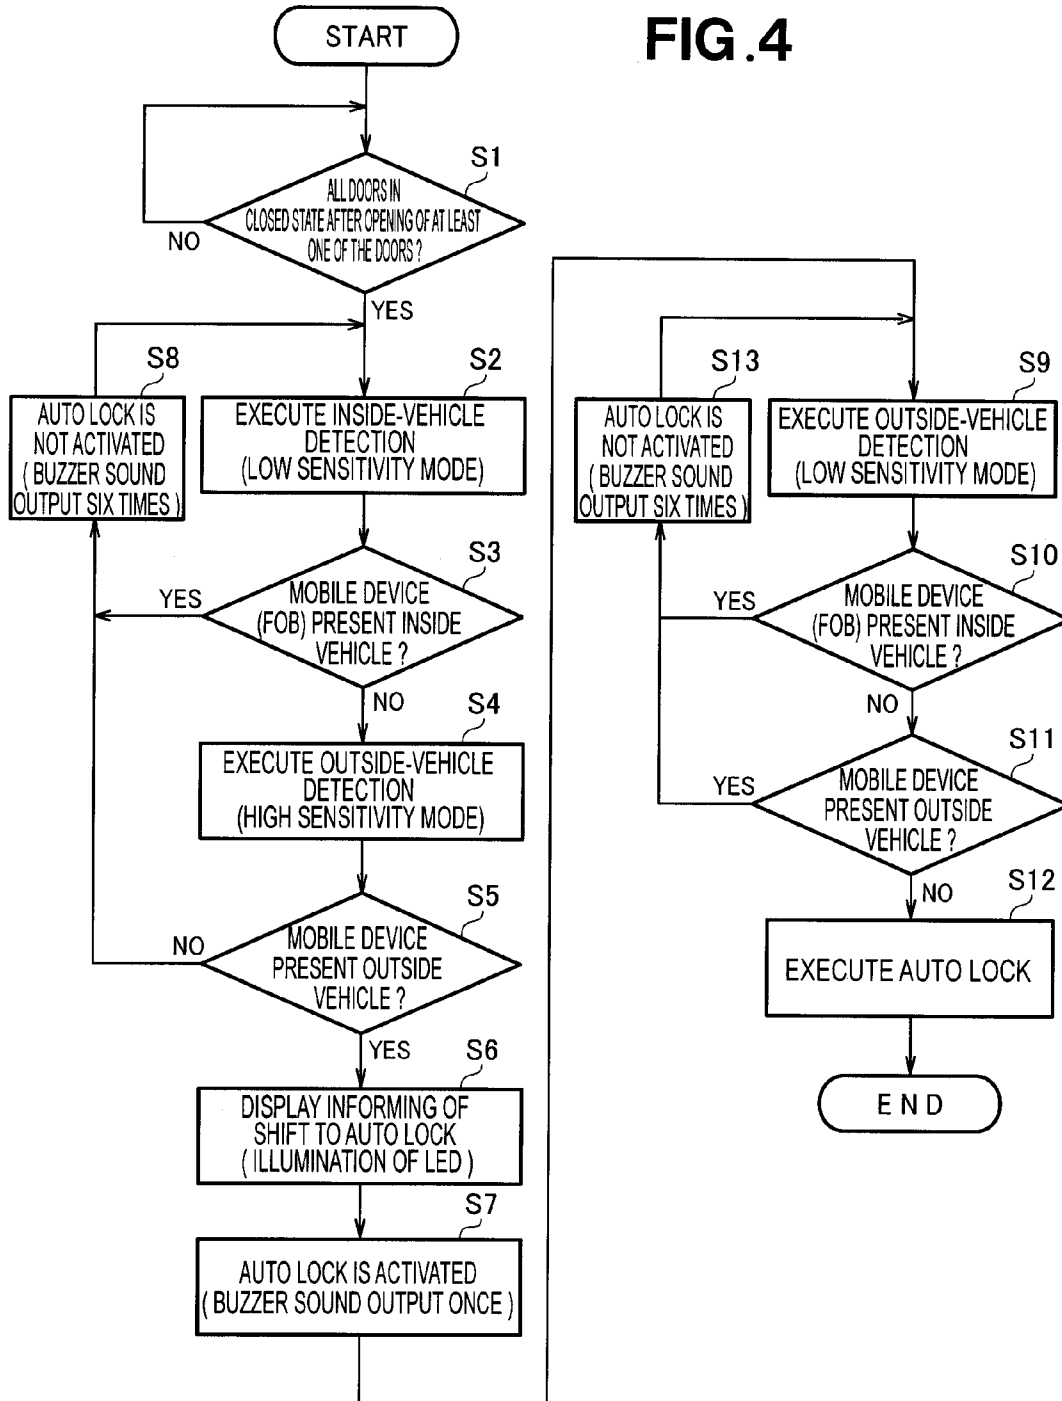 START
FIG.4
S1
ALL DOORS IN
CLOSED STATE AFTER OPENING OF AT LEAST
ONE OF THE DOORS ?
NO
YES
S8
AUTO LOCK IS
NOT ACTIVATED
( BUZZER SOUND
OUTPUT SIX TIMES )
S2
EXECUTE INSIDE-VEHICLE
DETECTION
(LOW SENSITIVITY MODE)
S3
YES
MOBILE DEVICE
(FOB) PRESENT INSIDE
VEHICLE ?
NO
S4
EXECUTE OUTSIDE-VEHICLE
DETECTION
(HIGH SENSITIVITY MODE)
S5
NO
MOBILE DEVICE
PRESENT OUTSIDE
VEHICLE ?
YES
S6
DISPLAY INFORMING OF
SHIFT TO AUTO LOCK
( ILLUMINATION OF LED )
S7
AUTO LOCK IS ACTIVATED
( BUZZER SOUND OUTPUT ONCE )
S13
AUTO LOCK IS
NOT ACTIVATED
( BUZZER SOUND
OUTPUT SIX TIMES )
S9
EXECUTE OUTSIDE-VEHICLE
DETECTION
(LOW SENSITIVITY MODE)
S10
YES
MOBILE DEVICE
(FOB) PRESENT INSIDE
VEHICLE ?
NO
S11
YES
MOBILE DEVICE
PRESENT OUTSIDE
VEHICLE ?
NO
S12
EXECUTE AUTO LOCK
END